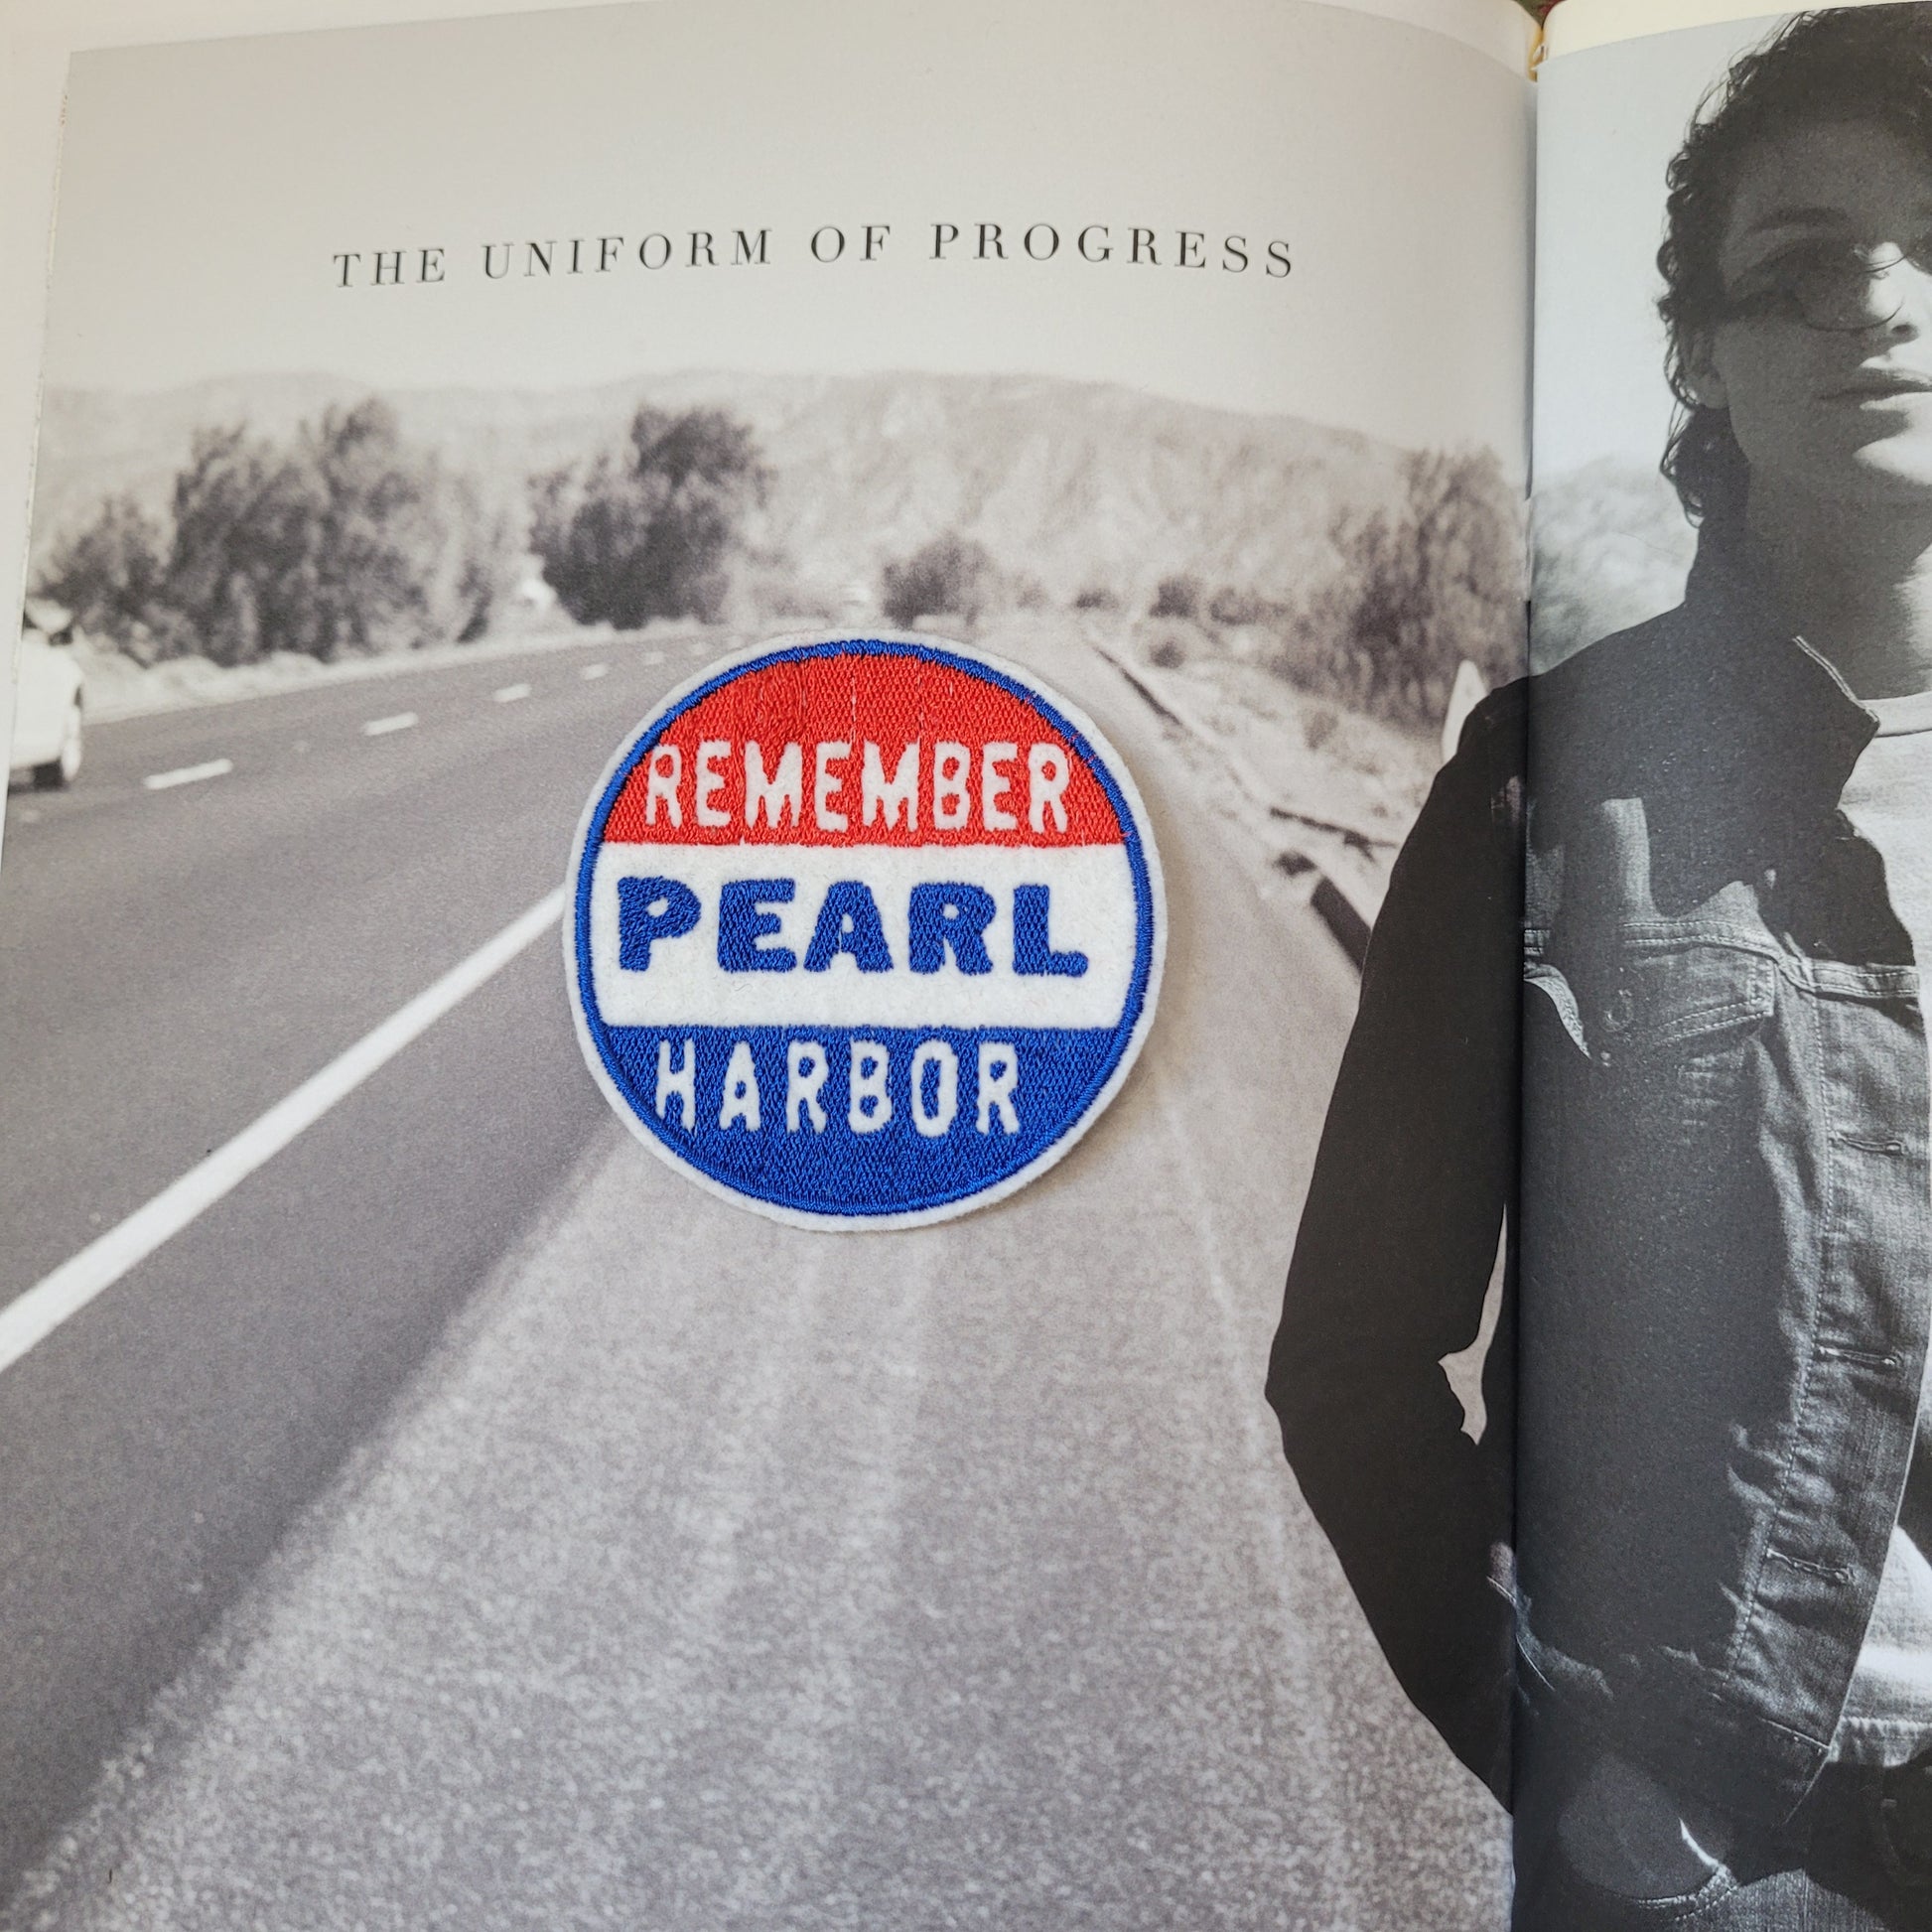 THE UNIFORM OF PROGRESS
REMEMBER
PEARL
HARBOR